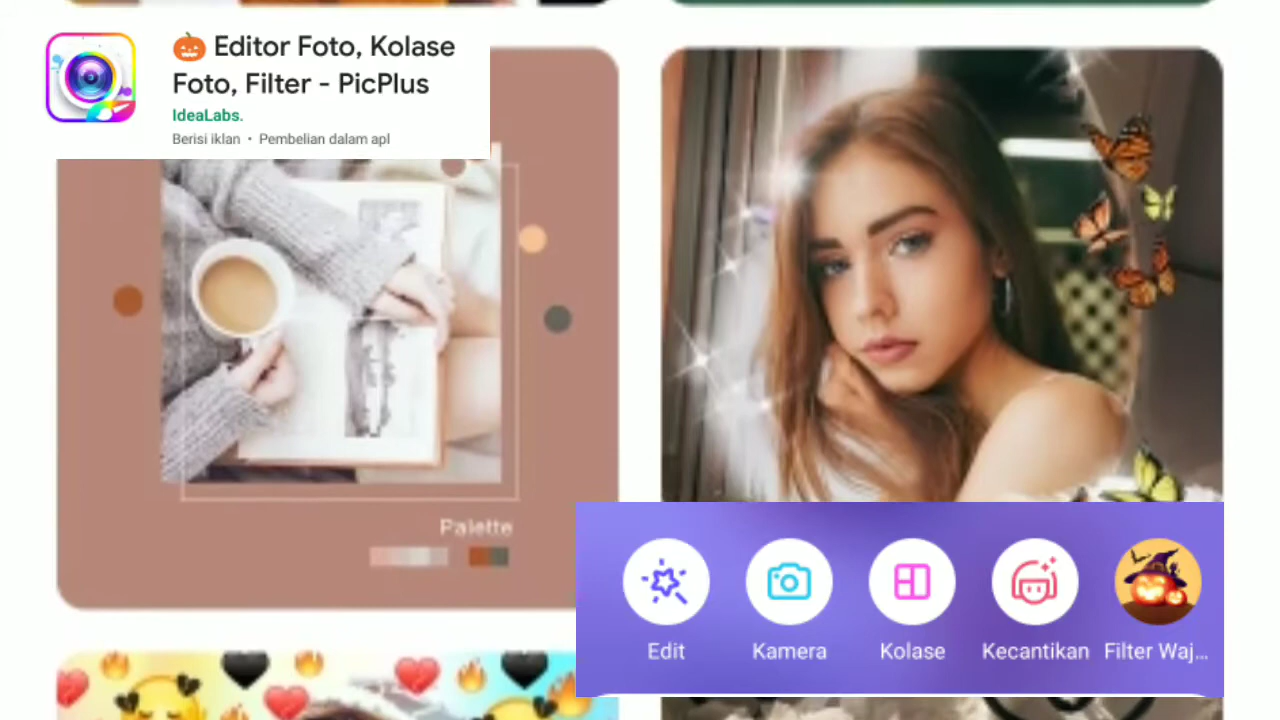 🎃 Editor Foto, Kolase
Foto, Filter - PicPlus
IdeaLabs.
Berisi iklan • Pembelian dalam apl
Palette
Edit
Kamera
Kolase
Kecantikan
Filter Waj...